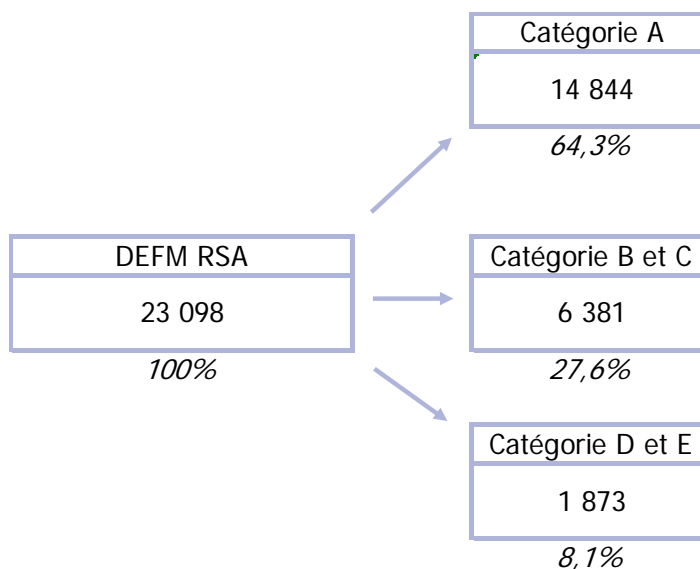 Catégorie A
14 844
64,3%
DEFM RSA
23 098
100%
Catégorie B et C
6 381
27,6%
Catégorie D et E
1 873
8,1%